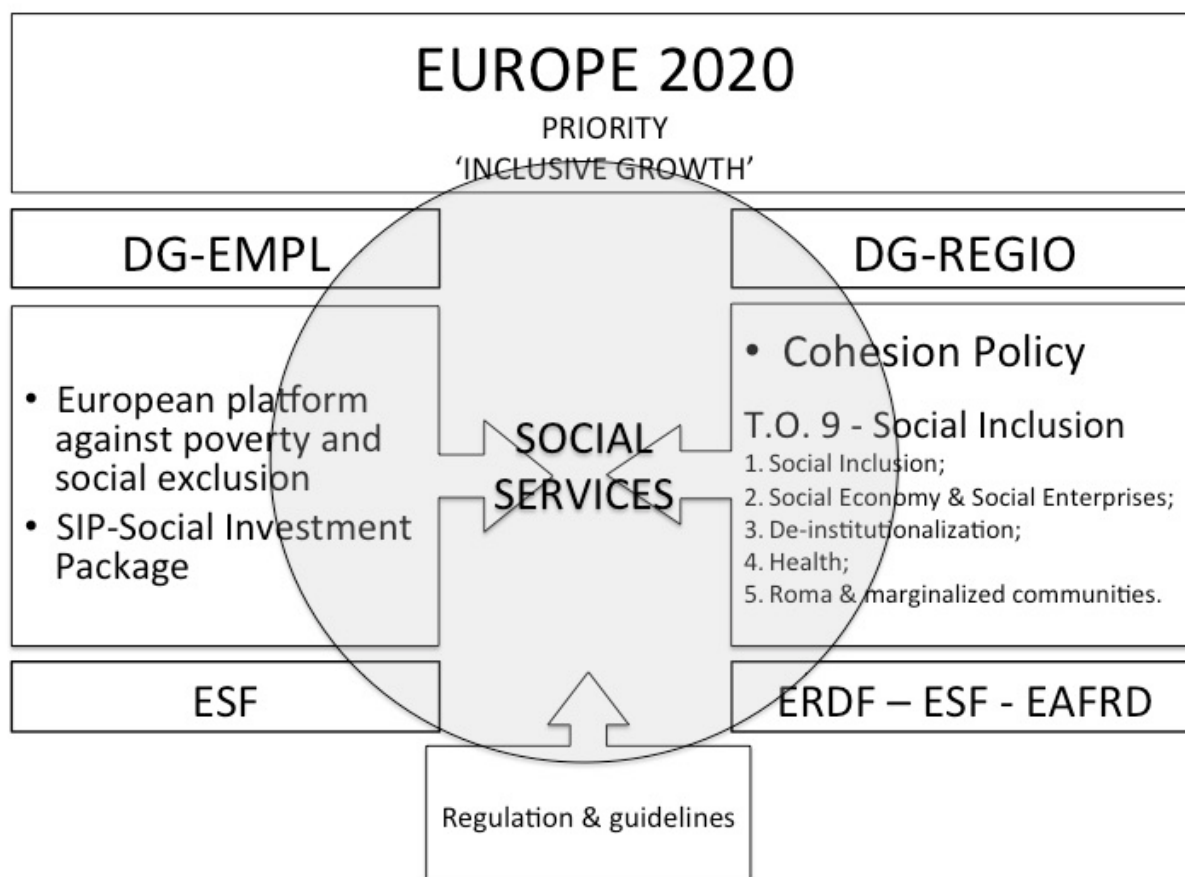 EUROPE 2020
PRIORITY
‘INCLUSIVE GROWTH’
DG-EMPL
• European platform
against poverty and
social exclusion
• SIP-Social Investment
Package
ESF
SOCIAL
SERVICES
DG-REGIO
• Cohesion Policy
T.O. 9 - Social Inclusion
1. Social Inclusion;
2. Social Economy & Social Enterprises;
3. De-institutionalization;
4. Health;
5. Roma & marginalized communities.
ERDF – ESF - EAFRD
Regulation & guidelines